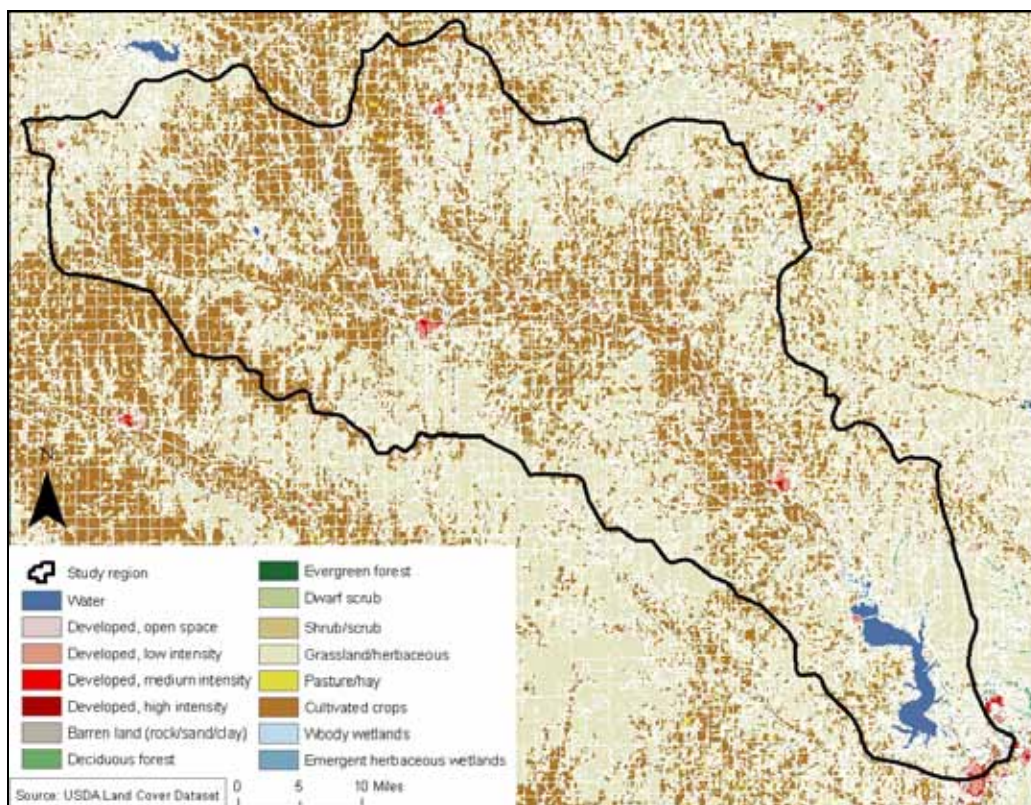 N
Study region
Water
Developed, open space
Developed, low intensity
Developed, medium intensity
Developed, high intensity
Barren land (rock/sand/clay)
Deciduous forest
Evergreen forest
Dwarf scrub
Shrub/scrub
Grassland/herbaceous
Pasture/hay
Cultivated crops
Woody wetlands
Emergent herbaceous wetlands
Source: USDA Land Cover Dataset
0 5 10 Miles